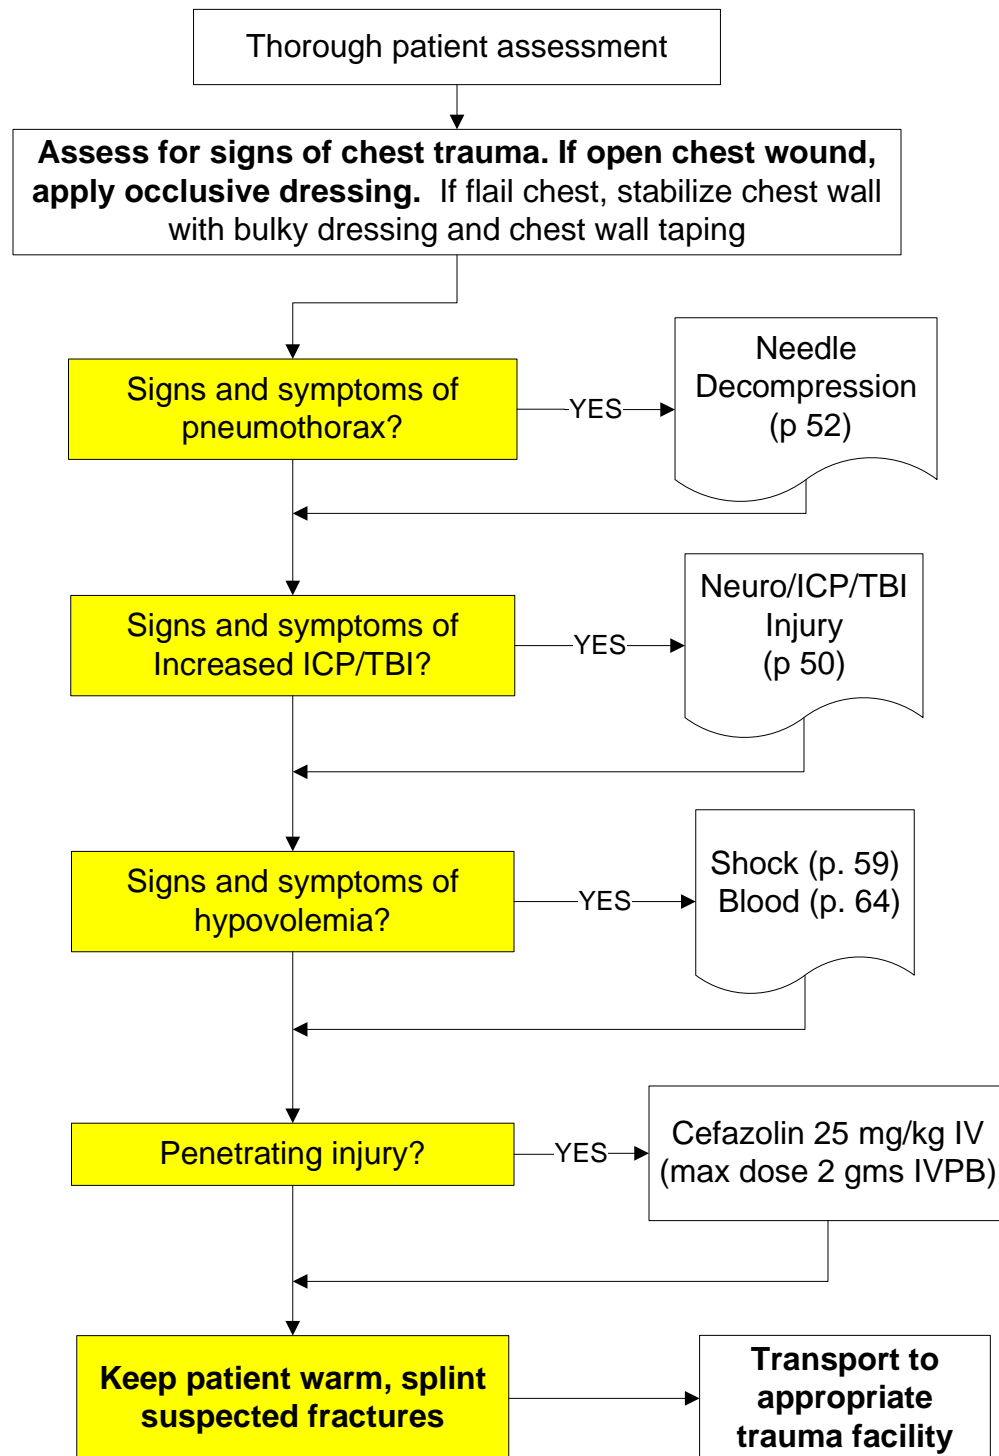 Thorough patient assessment
Assess for signs of chest trauma. If open chest wound,
apply occlusive dressing.  If flail chest, stabilize chest wall
with bulky dressing and chest wall taping
Signs and symptoms of
pneumothorax?
YES
Needle
Decompression
(p 52)
Signs and symptoms of
Increased ICP/TBI?
YES
Neuro/ICP/TBI
Injury
(p 50)
Signs and symptoms of
hypovolemia?
YES
Shock (p. 59)
Blood (p. 64)
Penetrating injury?
YES
Cefazolin 25 mg/kg IV
(max dose 2 gms IVPB)
Keep patient warm, splint
suspected fractures
Transport to
appropriate
trauma facility